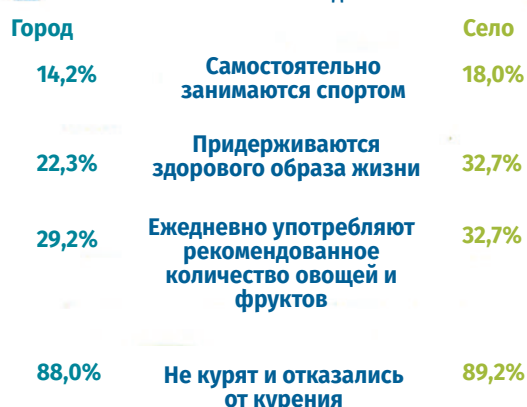 Город Село
14,2% Самостоятельно занимаются спортом 18,0%
22,3% Придерживаются здорового образа жизни 32,7%
29,2% Ежедневно употребляют рекомендованное количество овощей и фруктов 32,7%
88,0% Не курят и отказались от курения 89,2%